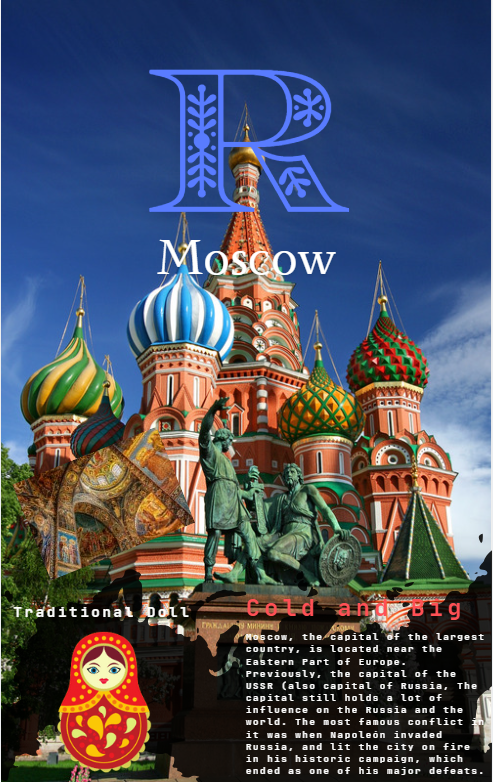 R
Moscow
Traditional Doll
Cold and Big
Moscow, the capital of the largest
country, is located near the
Eastern Part of Europe.
Previously, the capital of the
USSR (also capital of Russia, The
capital still holds a lot of
influence on the Russia and the
world. The most famous conflict in
it was when Napoleón invaded
Russia, and lit the city on fire
in his historic campaign, which
ended as one of his major defeats.